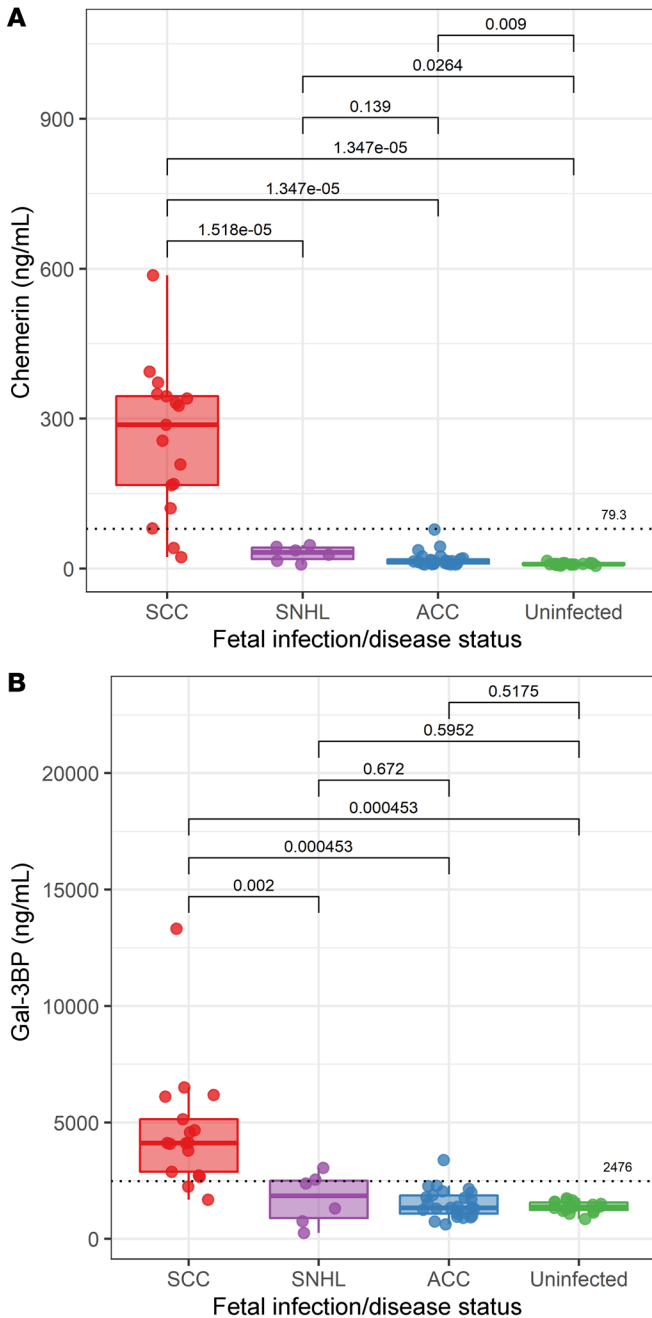 A
0.009
0.0264
0.139
1.347e-05
1.347e-05
1.518e-05
900
600
300
0
79.3
Chemerin (ng/mL)
SCC SNHL ACC Uninfected
Fetal infection/disease status
B
0.5175
0.5952
0.672
0.000453
0.000453
0.002
20000
15000
10000
5000
0
2476
Gal-3BP (ng/mL)
SCC SNHL ACC Uninfected
Fetal infection/disease status